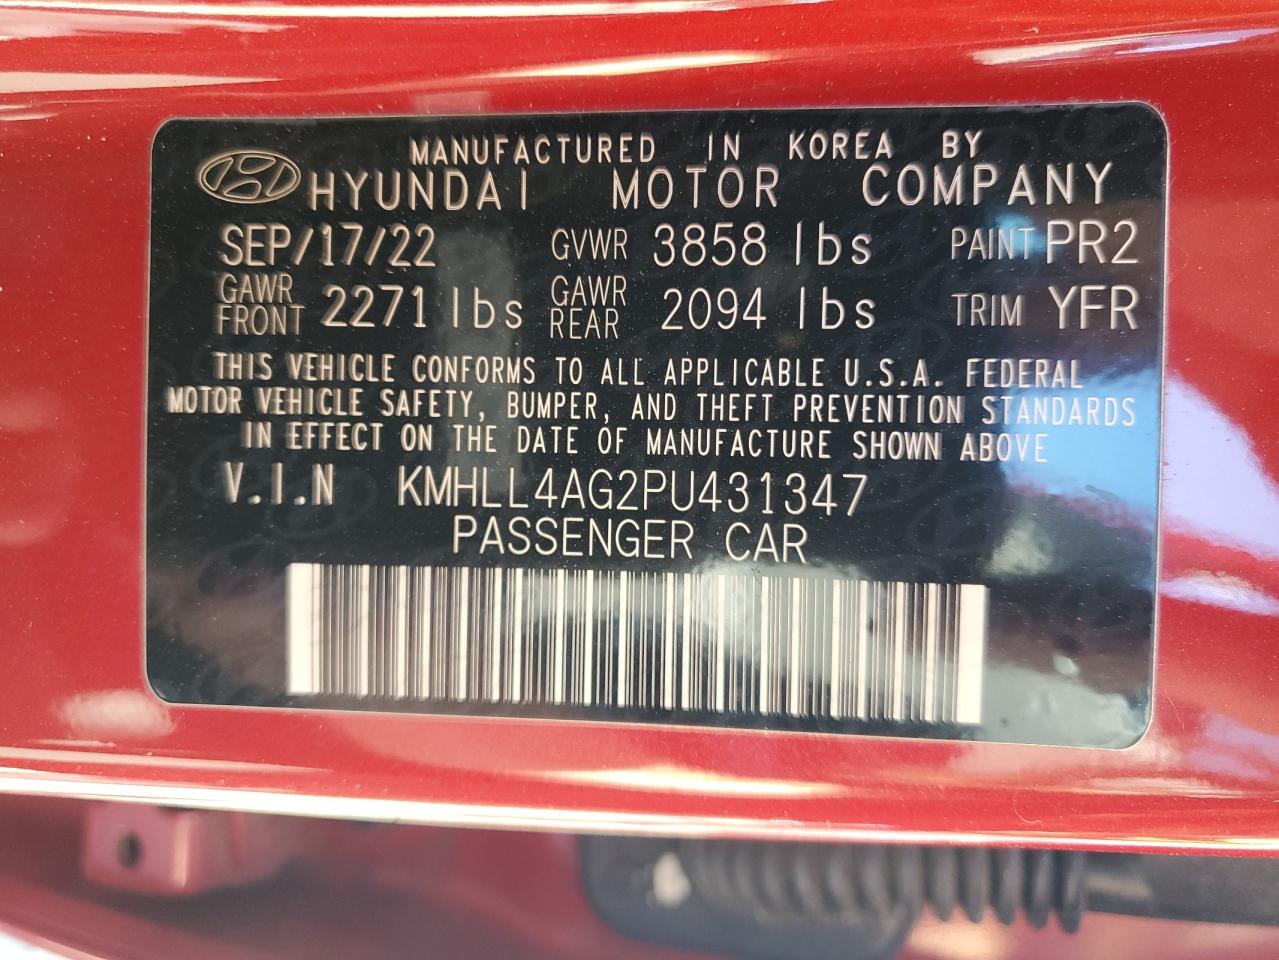 MANUFACTURED IN KOREA BY
HYUNDAI MOTOR COMPANY
SEP/17/22 GVWR 3858 lbs PAINT PR2
GAWR FRONT 2271 lbs GAWR REAR 2094 lbs TRIM YFR
THIS VEHICLE CONFORMS TO ALL APPLICABLE U.S.A. FEDERAL
MOTOR VEHICLE SAFETY, BUMPER, AND THEFT PREVENTION STANDARDS
IN EFFECT ON THE DATE OF MANUFACTURE SHOWN ABOVE
V.I.N KMHLL4AG2PU431347
PASSENGER CAR